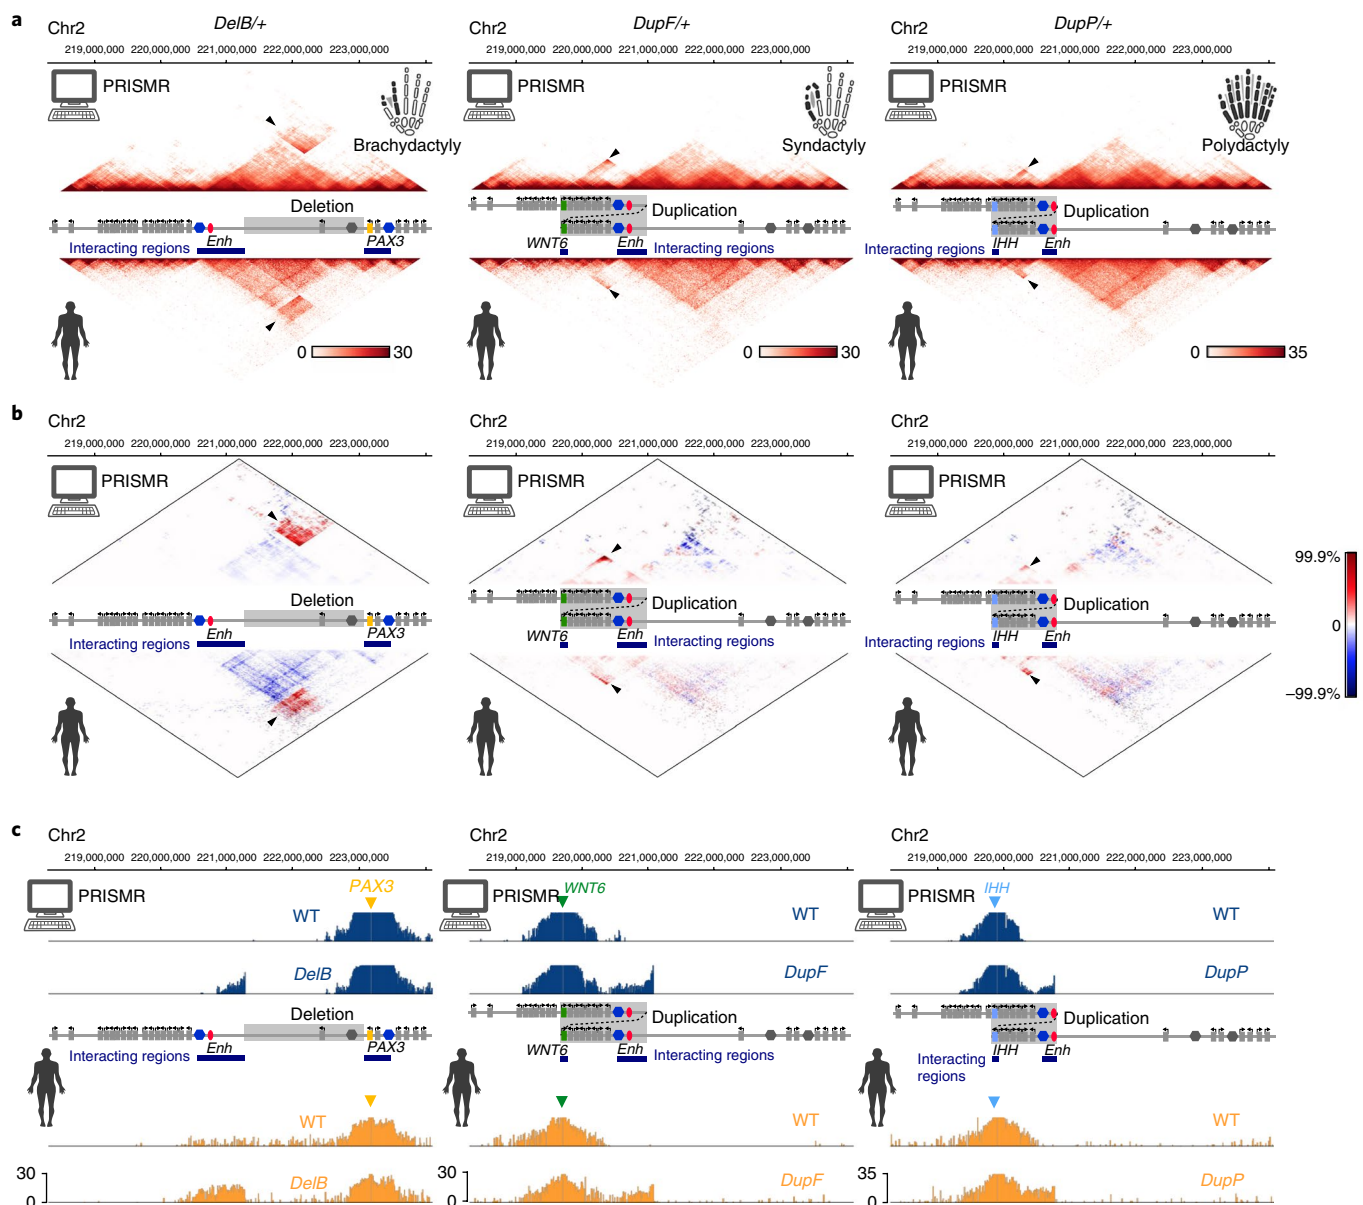 a
Chr2 DelB/+ Chr2 DupF/+ Chr2 DupP/+
219,000,000 220,000,000 221,000,000 222,000,000 223,000,000 219,000,000 220,000,000 221,000,000 222,000,000 223,000,000 219,000,000 220,000,000 221,000,000 222,000,000 223,000,000
PRISMR PRISMR PRISMR
Brachydactyly Syndactyly Polydactyly
Deletion Duplication Duplication
Interacting regions Enh PAX3 WNT6 Enh Interacting regions Interacting regions IHH Enh
0 30 0 30 0 35
b
Chr2 Chr2 Chr2
219,000,000 220,000,000 221,000,000 222,000,000 223,000,000 219,000,000 220,000,000 221,000,000 222,000,000 223,000,000 219,000,000 220,000,000 221,000,000 222,000,000 223,000,000
PRISMR PRISMR PRISMR
99.9%
0
–99.9%
Deletion Duplication Duplication
Interacting regions Enh PAX3 WNT6 Enh Interacting regions Interacting regions IHH Enh
c
Chr2 Chr2 Chr2
219,000,000 220,000,000 221,000,000 222,000,000 223,000,000 219,000,000 220,000,000 221,000,000 222,000,000 223,000,000 219,000,000 220,000,000 221,000,000 222,000,000 223,000,000
PRISMR PAX3 PRISMR WNT6 PRISMR IHH
WT WT WT
DelB DupF DupP
Deletion Duplication Duplication
Interacting regions Enh PAX3 WNT6 Enh Interacting regions Interacting regions IHH Enh
WT WT WT
30 DelB 30 DupF 35 DupP
0 0 0